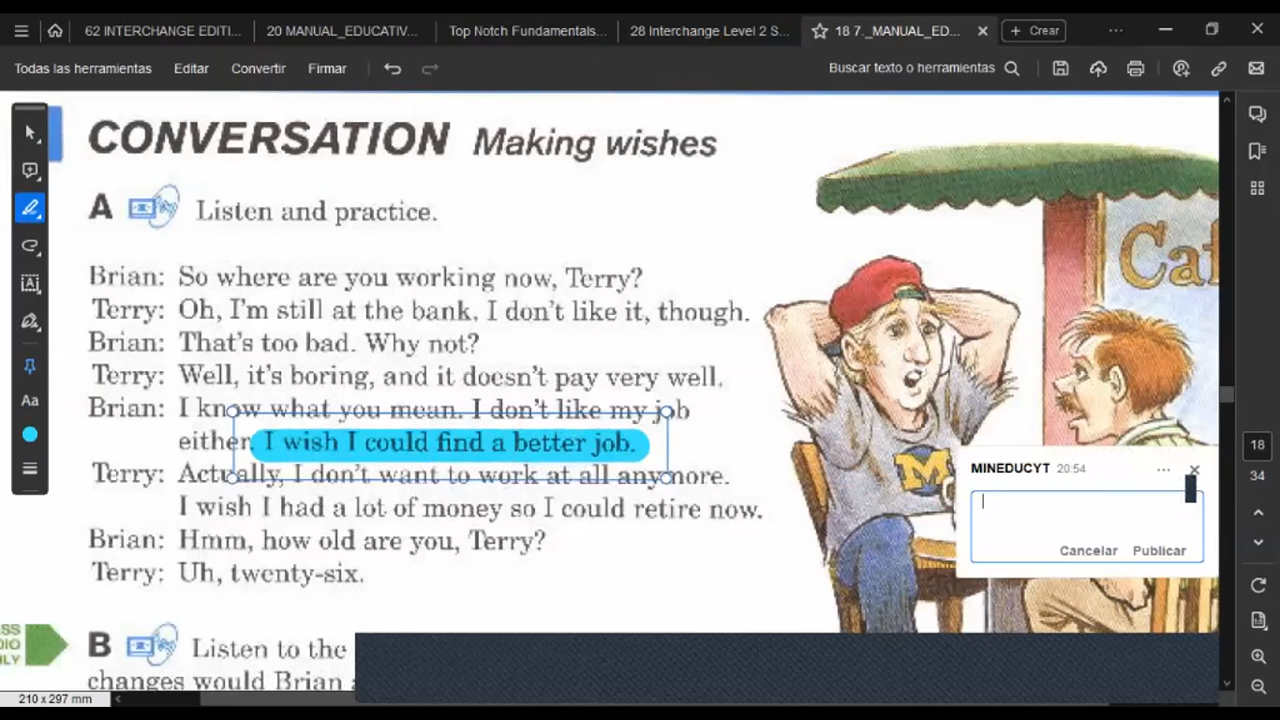 62 INTERCHANGE EDITI...
20 MANUAL_EDUCATIV...
Top Notch Fundamentals...
28 Interchange Level 2 S...
18 7._MANUAL_ED...
+ Crear
Todas las herramientas
Editar
Convertir
Firmar
Buscar texto o herramientas
CONVERSATION Making wishes
A Listen and practice.
Brian: So where are you working now, Terry?
Terry: Oh, I'm still at the bank. I don't like it, though.
Brian: That's too bad. Why not?
Terry: Well, it's boring, and it doesn't pay very well.
Brian: I know what you mean. I don't like my job
either. I wish I could find a better job.
Terry: Actually, I don't want to work at all anymore.
I wish I had a lot of money so I could retire now.
Brian: Hmm, how old are you, Terry?
Terry: Uh, twenty-six.
Caf
M
MINEDUCYT 20:54
Cancelar Publicar
Aa
18
34
B Listen to the
changes would Brian
210 x 297 mm